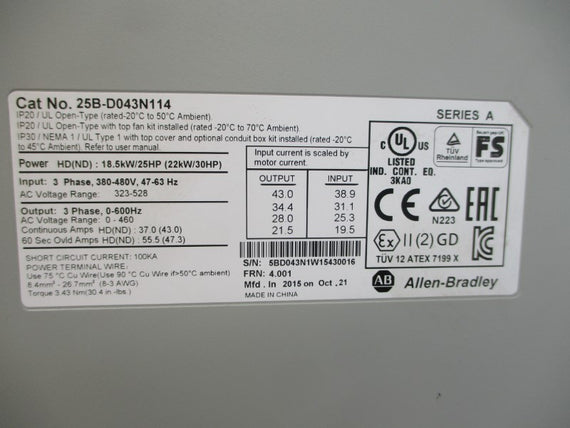 Cat No. 25B-D043N114
SERIES A
IP20 / UL Open-Type (rated-20°C to 50°C Ambient).
IP20 / UL Open-Type with top fan kit installed (rated -20°C to 70°C Ambient).
IP30 / NEMA 1 / UL Type 1 with top cover and optional conduit box kit installed (rated -20°C
to 45°C Ambient). Refer to user manual.
Power HD(ND) : 18.5kW/25HP (22kW/30HP)
Input: 3 Phase, 380-480V, 47-63 Hz
AC Voltage Range: 323-528
Output: 3 Phase, 0-600Hz
AC Voltage Range: 0 - 460
Continuous Amps HD(ND) : 37.0 (43.0)
60 Sec Ovld Amps HD(ND) : 55.5 (47.3)
SHORT CIRCUIT CURRENT: 100KA
POWER TERMINAL WIRE:
Use 75 °C Cu Wire(Use 90 °C Cu Wire if>50°C ambient)
8.4mm² - 26.7mm² (8-3 AWG)
Torque 3.43 Nm(30.4 in.-lbs.)
Input current is scaled by
motor current.
OUTPUT INPUT
43.0 38.9
34.4 31.1
28.0 25.3
21.5 19.5
S/N: 5BD043N1W15430016
FRN: 4.001
Mfd . In 2015 on Oct . 21
MADE IN CHINA
C UL US
LISTED
IND. CONT. EQ.
3KA0
TÜV
Rheinland
FS
Type approved
CE
N223
EAC
Ex II (2) GD
TÜV 12 ATEX 7199 X
AB Allen-Bradley